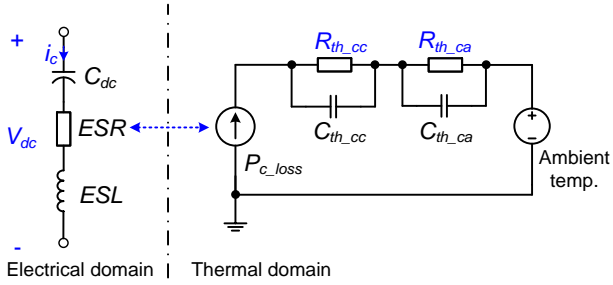 +
i_c
C_dc
V_dc
ESR
ESL
-
R_th_cc
R_th_ca
C_th_cc
C_th_ca
P_c_loss
+
-
Ambient
temp.
Electrical domain
Thermal domain